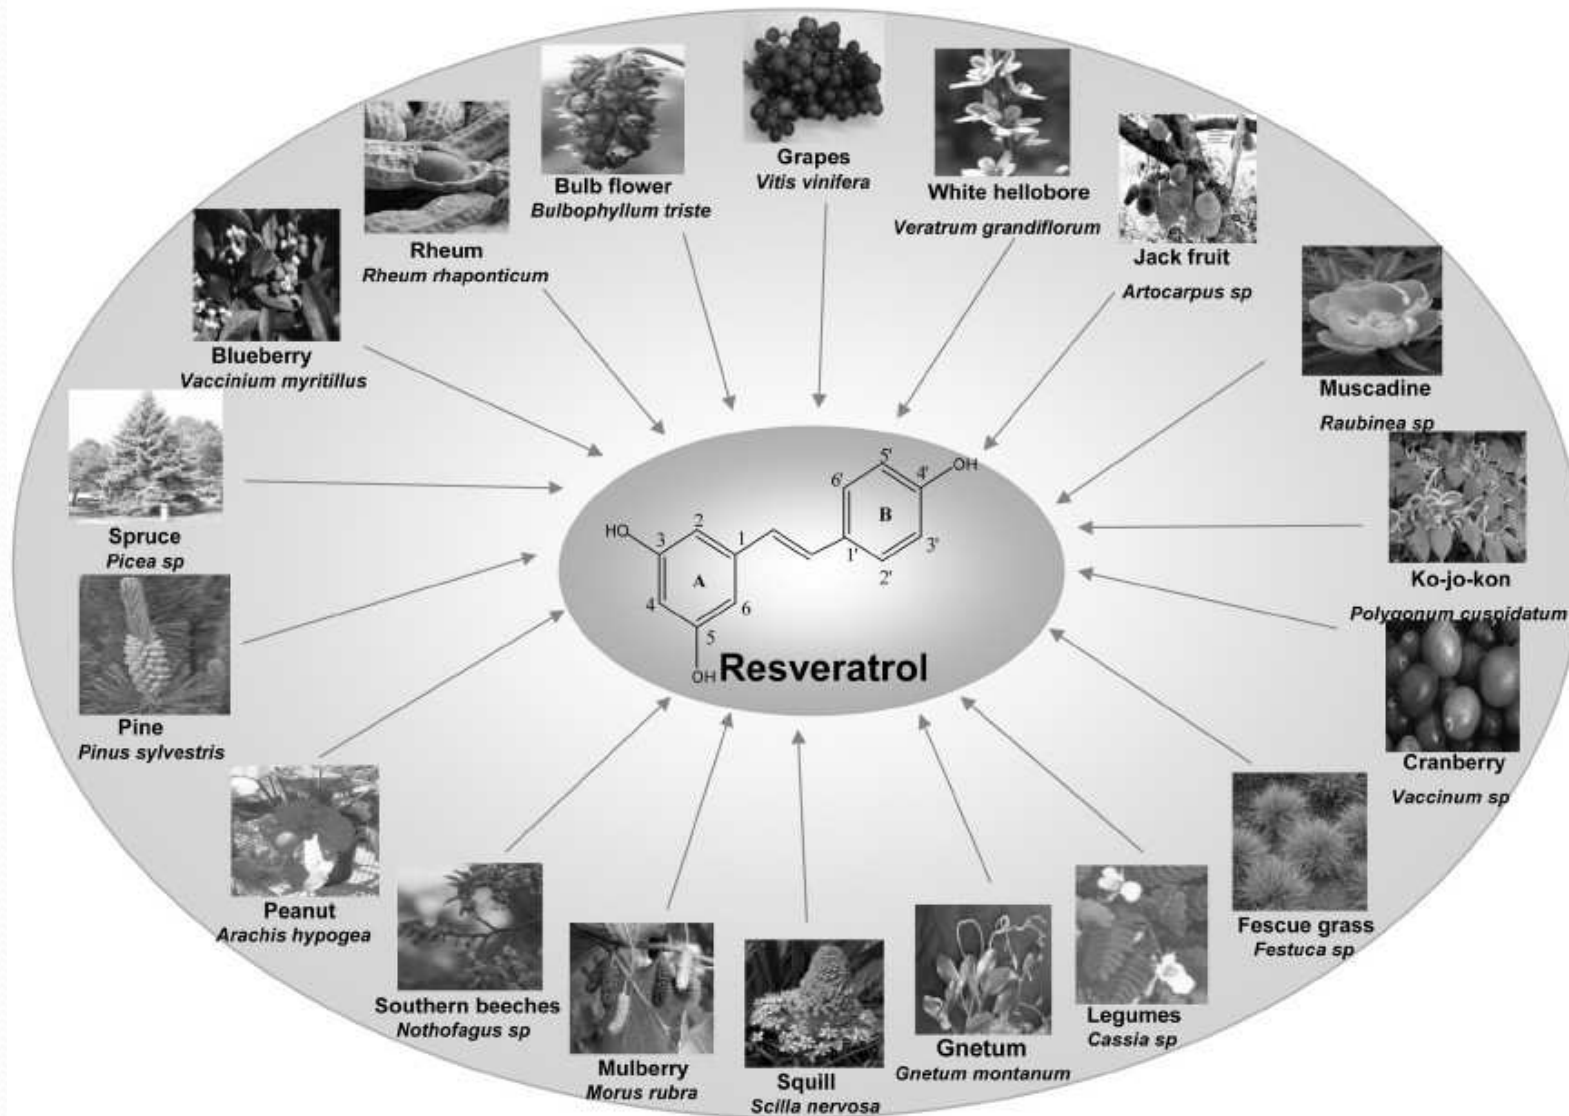 Grapes
Vitis vinifera
White hellobore
Veratrum grandiflorum
Jack fruit
Artocarpus sp
Muscadine
Raubinea sp
Ko-jo-kon
Polygonum cuspidatum
Cranberry
Vaccinum sp
Fescue grass
Festuca sp
Legumes
Cassia sp
Gnetum
Gnetum montanum
Squill
Scilla nervosa
Mulberry
Morus rubra
Southern beeches
Nothofagus sp
Peanut
Arachis hypogea
Pine
Pinus sylvestris
Spruce
Picea sp
Blueberry
Vaccinium myritillus
Rheum
Rheum rhaponticum
Bulb flower
Bulbophyllum triste
5'
OH
4'
6'
B
3'
1'
2'
HO
3
2
1
A
4
6
5
OH
Resveratrol